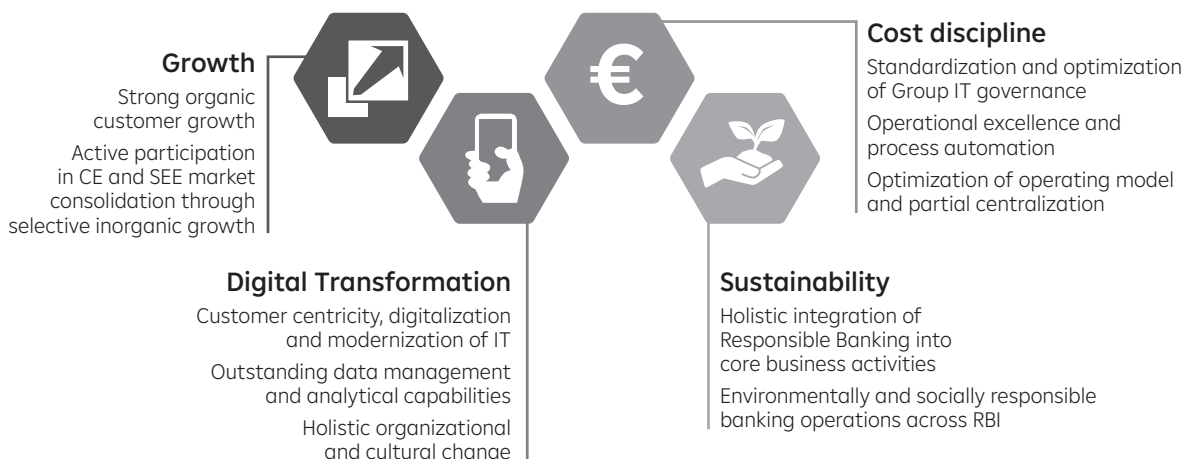 Growth
Strong organic
customer growth
Active participation
in CE and SEE market
consolidation through
selective inorganic growth
Digital Transformation
Customer centricity, digitalization
and modernization of IT
Outstanding data management
and analytical capabilities
Holistic organizational
and cultural change
€
Cost discipline
Standardization and optimization
of Group IT governance
Operational excellence and
process automation
Optimization of operating model
and partial centralization
Sustainability
Holistic integration of
Responsible Banking into
core business activities
Environmentally and socially responsible
banking operations across RBI